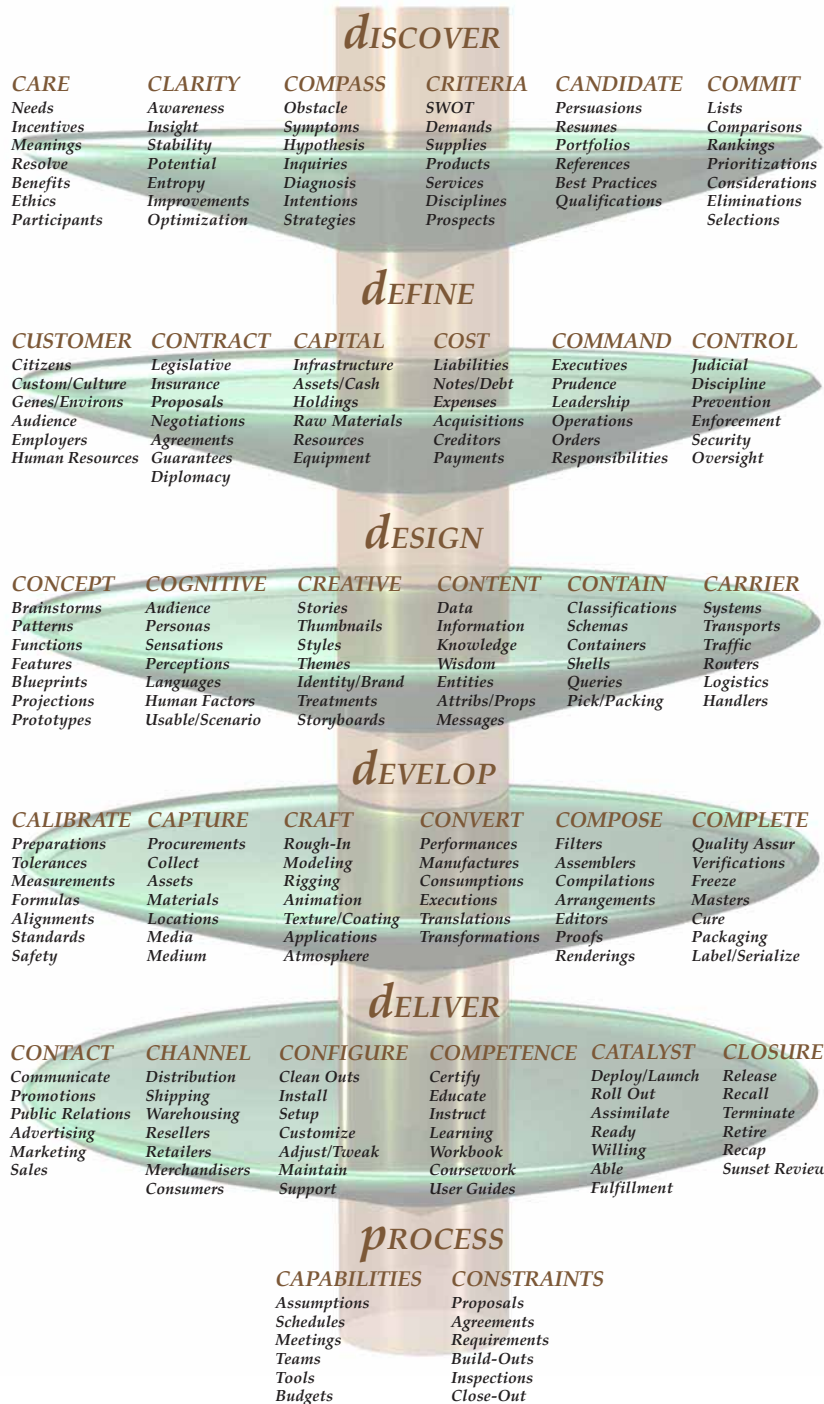 dISCOVER
CARE
Needs
Incentives
Meanings
Resolve
Benefits
Ethics
Participants
CLARITY
Awareness
Insight
Stability
Potential
Entropy
Improvements
Optimization
COMPASS
Obstacle
Symptoms
Hypothesis
Inquiries
Diagnosis
Intentions
Strategies
CRITERIA
SWOT
Demands
Supplies
Products
Services
Disciplines
Prospects
CANDIDATE
Persuasions
Resumes
Portfolios
References
Best Practices
Qualifications
COMMIT
Lists
Comparisons
Rankings
Prioritizations
Considerations
Eliminations
Selections
dEFINE
CUSTOMER
Citizens
Custom/Culture
Genes/Environs
Audience
Employers
Human Resources
CONTRACT
Legislative
Insurance
Proposals
Negotiations
Agreements
Guarantees
Diplomacy
CAPITAL
Infrastructure
Assets/Cash
Holdings
Raw Materials
Resources
Equipment
COST
Liabilities
Notes/Debt
Expenses
Acquisitions
Creditors
Payments
COMMAND
Executives
Prudence
Leadership
Operations
Orders
Responsibilities
CONTROL
Judicial
Discipline
Prevention
Enforcement
Security
Oversight
dESIGN
CONCEPT
Brainstorms
Patterns
Functions
Features
Blueprints
Projections
Prototypes
COGNITIVE
Audience
Personas
Sensations
Perceptions
Languages
Human Factors
Usable/Scenario
CREATIVE
Stories
Thumbnails
Styles
Themes
Identity/Brand
Treatments
Storyboards
CONTENT
Data
Information
Knowledge
Wisdom
Entities
Attribs/Props
Messages
CONTAIN
Classifications
Schemas
Containers
Shells
Queries
Pick/Packing
CARRIER
Systems
Transports
Traffic
Routers
Logistics
Handlers
dEVELOP
CALIBRATE
Preparations
Tolerances
Measurements
Formulas
Alignments
Standards
Safety
CAPTURE
Procurements
Collect
Assets
Materials
Locations
Media
Medium
CRAFT
Rough-In
Modeling
Rigging
Animation
Texture/Coating
Applications
Atmosphere
CONVERT
Performances
Manufactures
Consumptions
Executions
Translations
Transformations
COMPOSE
Filters
Assemblers
Compilations
Arrangements
Editors
Proofs
Renderings
COMPLETE
Quality Assur
Verifications
Freeze
Masters
Cure
Packaging
Label/Serialize
dELIVER
CONTACT
Communicate
Promotions
Public Relations
Advertising
Marketing
Sales
CHANNEL
Distribution
Shipping
Warehousing
Resellers
Retailers
Merchandisers
Consumers
CONFIGURE
Clean Outs
Install
Setup
Customize
Adjust/Tweak
Maintain
Support
COMPETENCE
Certify
Educate
Instruct
Learning
Workbook
Coursework
User Guides
CATALYST
Deploy/Launch
Roll Out
Assimilate
Ready
Willing
Able
Fulfillment
CLOSURE
Release
Recall
Terminate
Retire
Recap
Sunset Review
pROCESS
CAPABILITIES
Assumptions
Schedules
Meetings
Teams
Tools
Budgets
CONSTRAINTS
Proposals
Agreements
Requirements
Build-Outs
Inspections
Close-Out